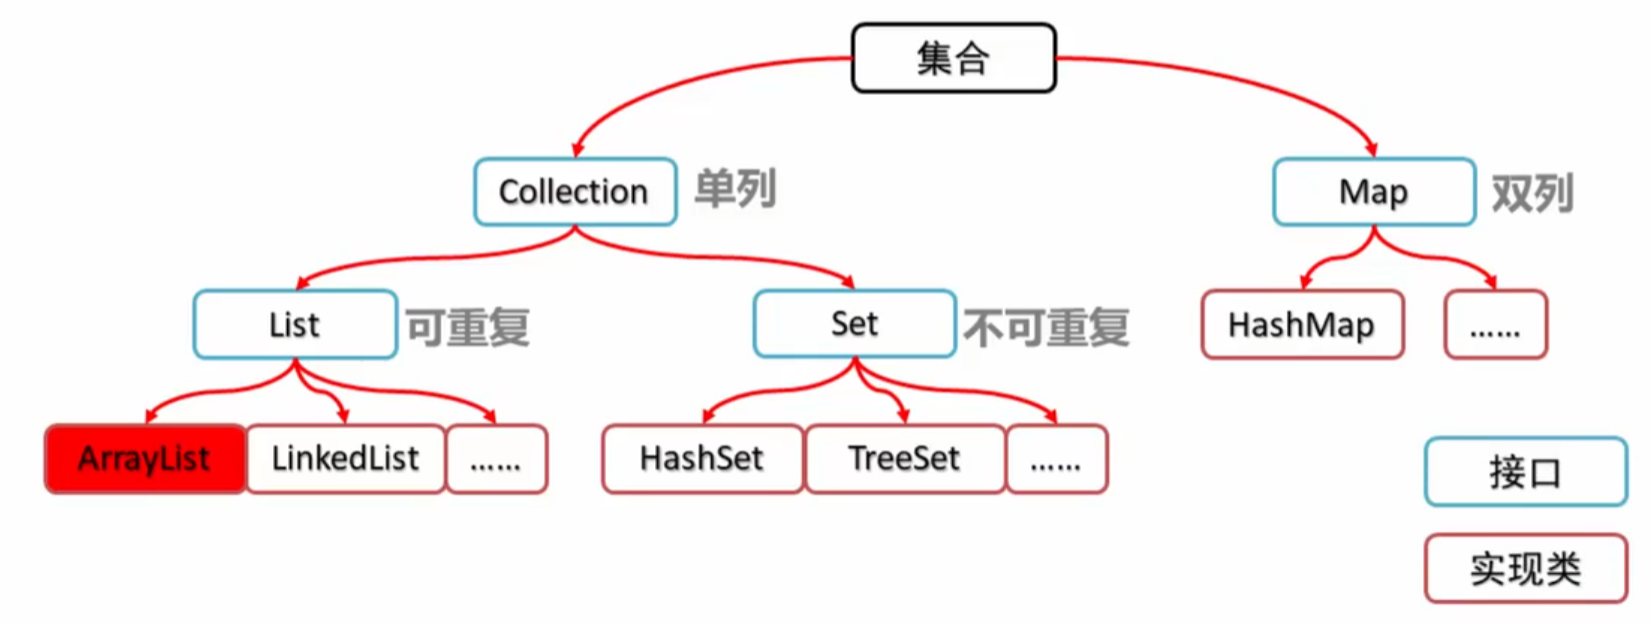 集合
Collection
单列
Map
双列
List
可重复
Set
不可重复
HashMap
......
ArrayList
LinkedList
......
HashSet
TreeSet
......
接口
实现类